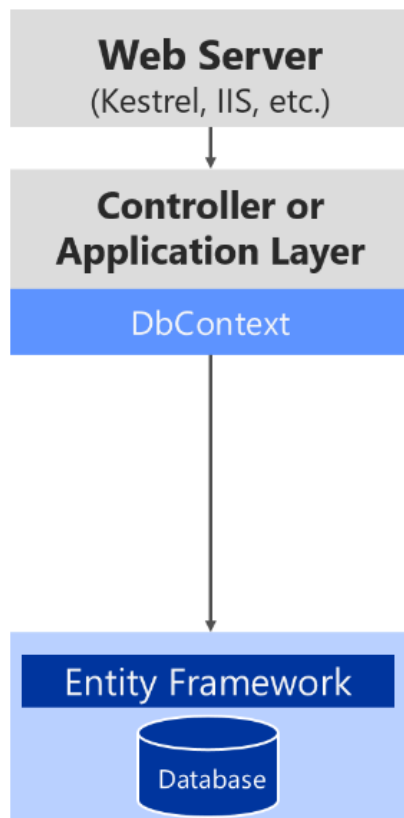 Web Server
(Kestrel, IIS, etc.)
Controller or
Application Layer
DbContext
Entity Framework
Database